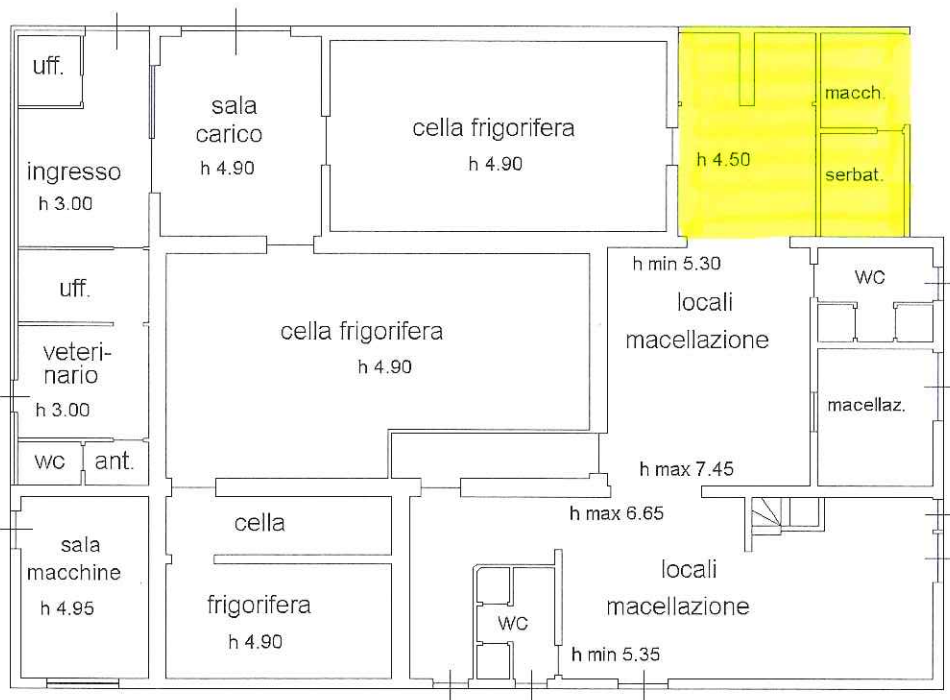 uff.
ingresso
h 3.00
sala
carico
h 4.90
cella frigorifera
h 4.90
h 4.50
macch.
serbat.
uff.
veteri-
nario
h 3.00
wc
ant.
cella frigorifera
h 4.90
h min 5.30
locali
macellazione
wc
macellaz.
h max 7.45
h max 6.65
sala
macchine
h 4.95
cella
frigorifera
h 4.90
wc
locali
macellazione
h min 5.35